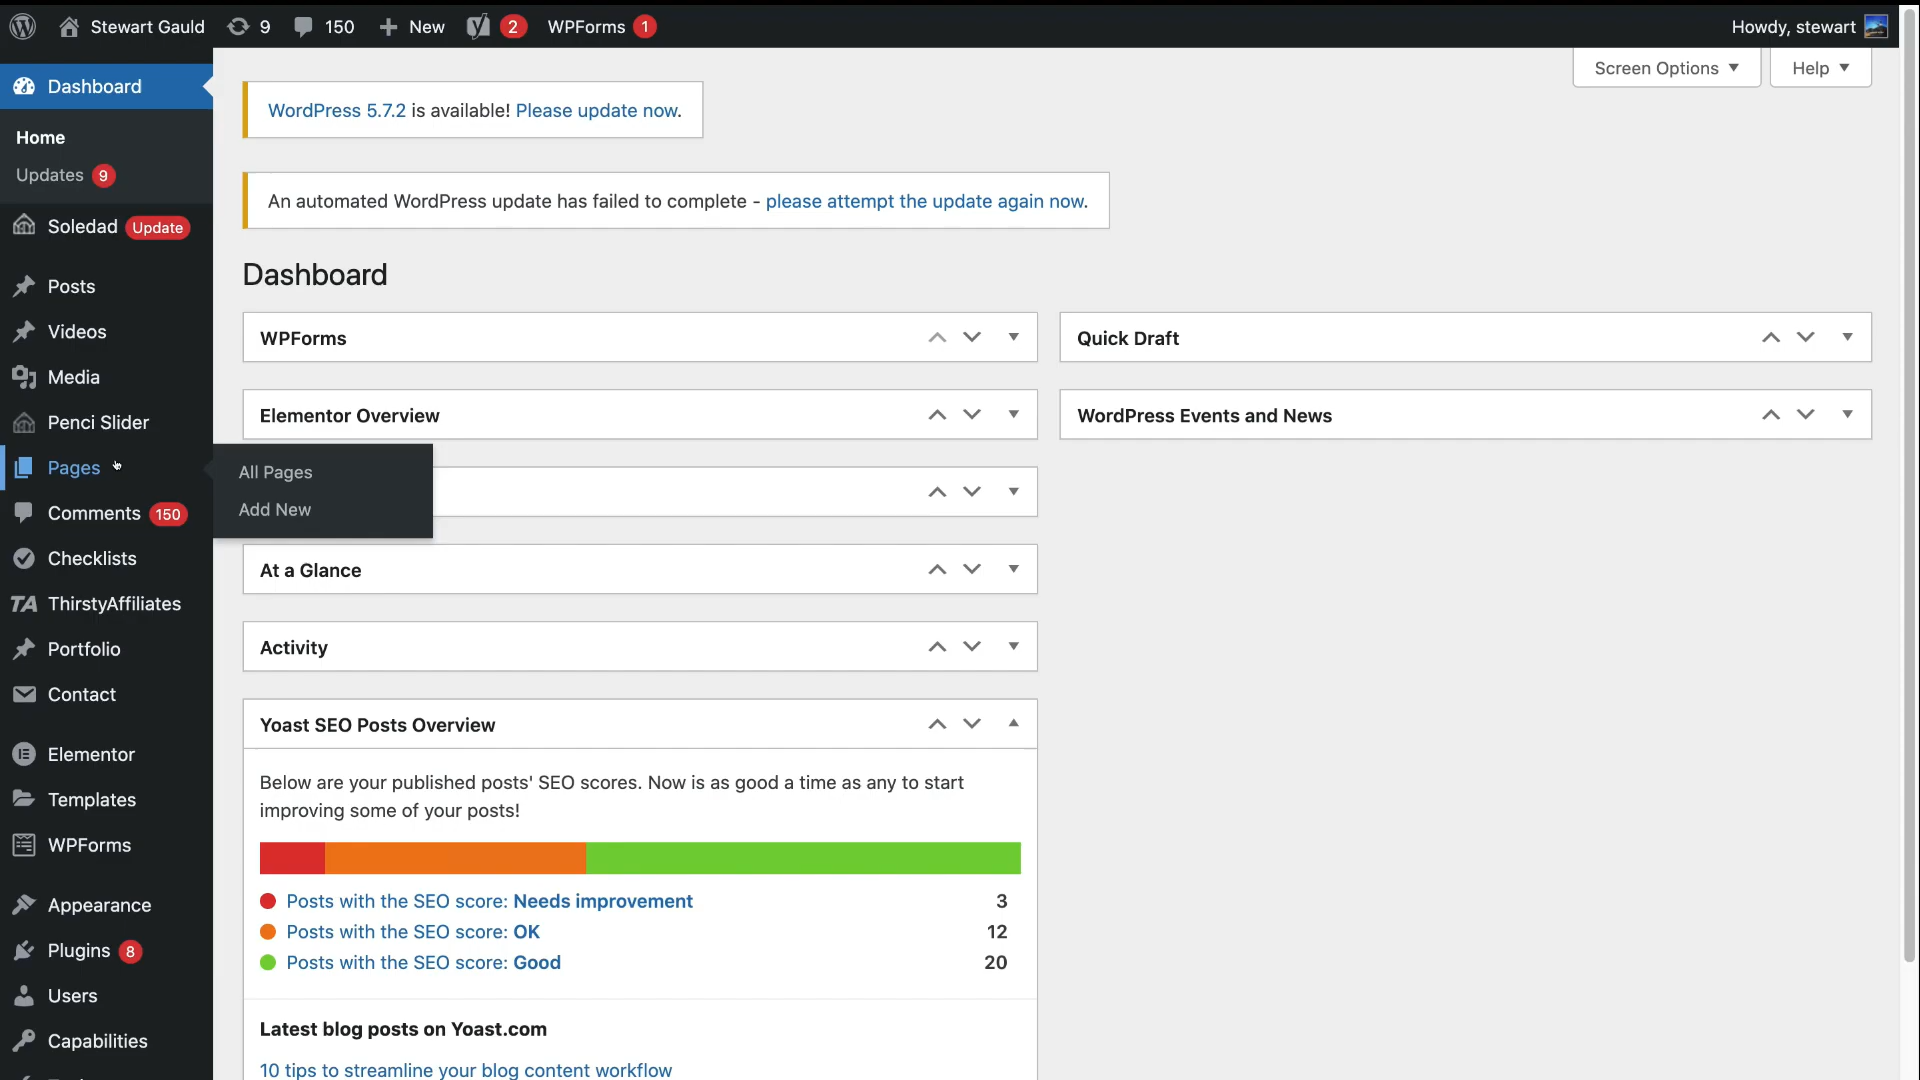 Stewart Gauld 9 150 New 2 WPForms 1 Howdy, stewart
Screen Options Help
Dashboard
Home
Updates 9
Soledad Update
Posts
Videos
Media
Penci Slider
Pages
Comments 150
Checklists
TA ThirstyAffiliates
Portfolio
Contact
Elementor
Templates
WPForms
Appearance
Plugins 8
Users
Capabilities
All Pages
Add New
WordPress 5.7.2 is available! Please update now.
An automated WordPress update has failed to complete - please attempt the update again now.
Dashboard
WPForms
Elementor Overview
At a Glance
Activity
Yoast SEO Posts Overview
Below are your published posts' SEO scores. Now is as good a time as any to start
improving some of your posts!
Posts with the SEO score: Needs improvement 3
Posts with the SEO score: OK 12
Posts with the SEO score: Good 20
Latest blog posts on Yoast.com
10 tips to streamline your blog content workflow
Quick Draft
WordPress Events and News